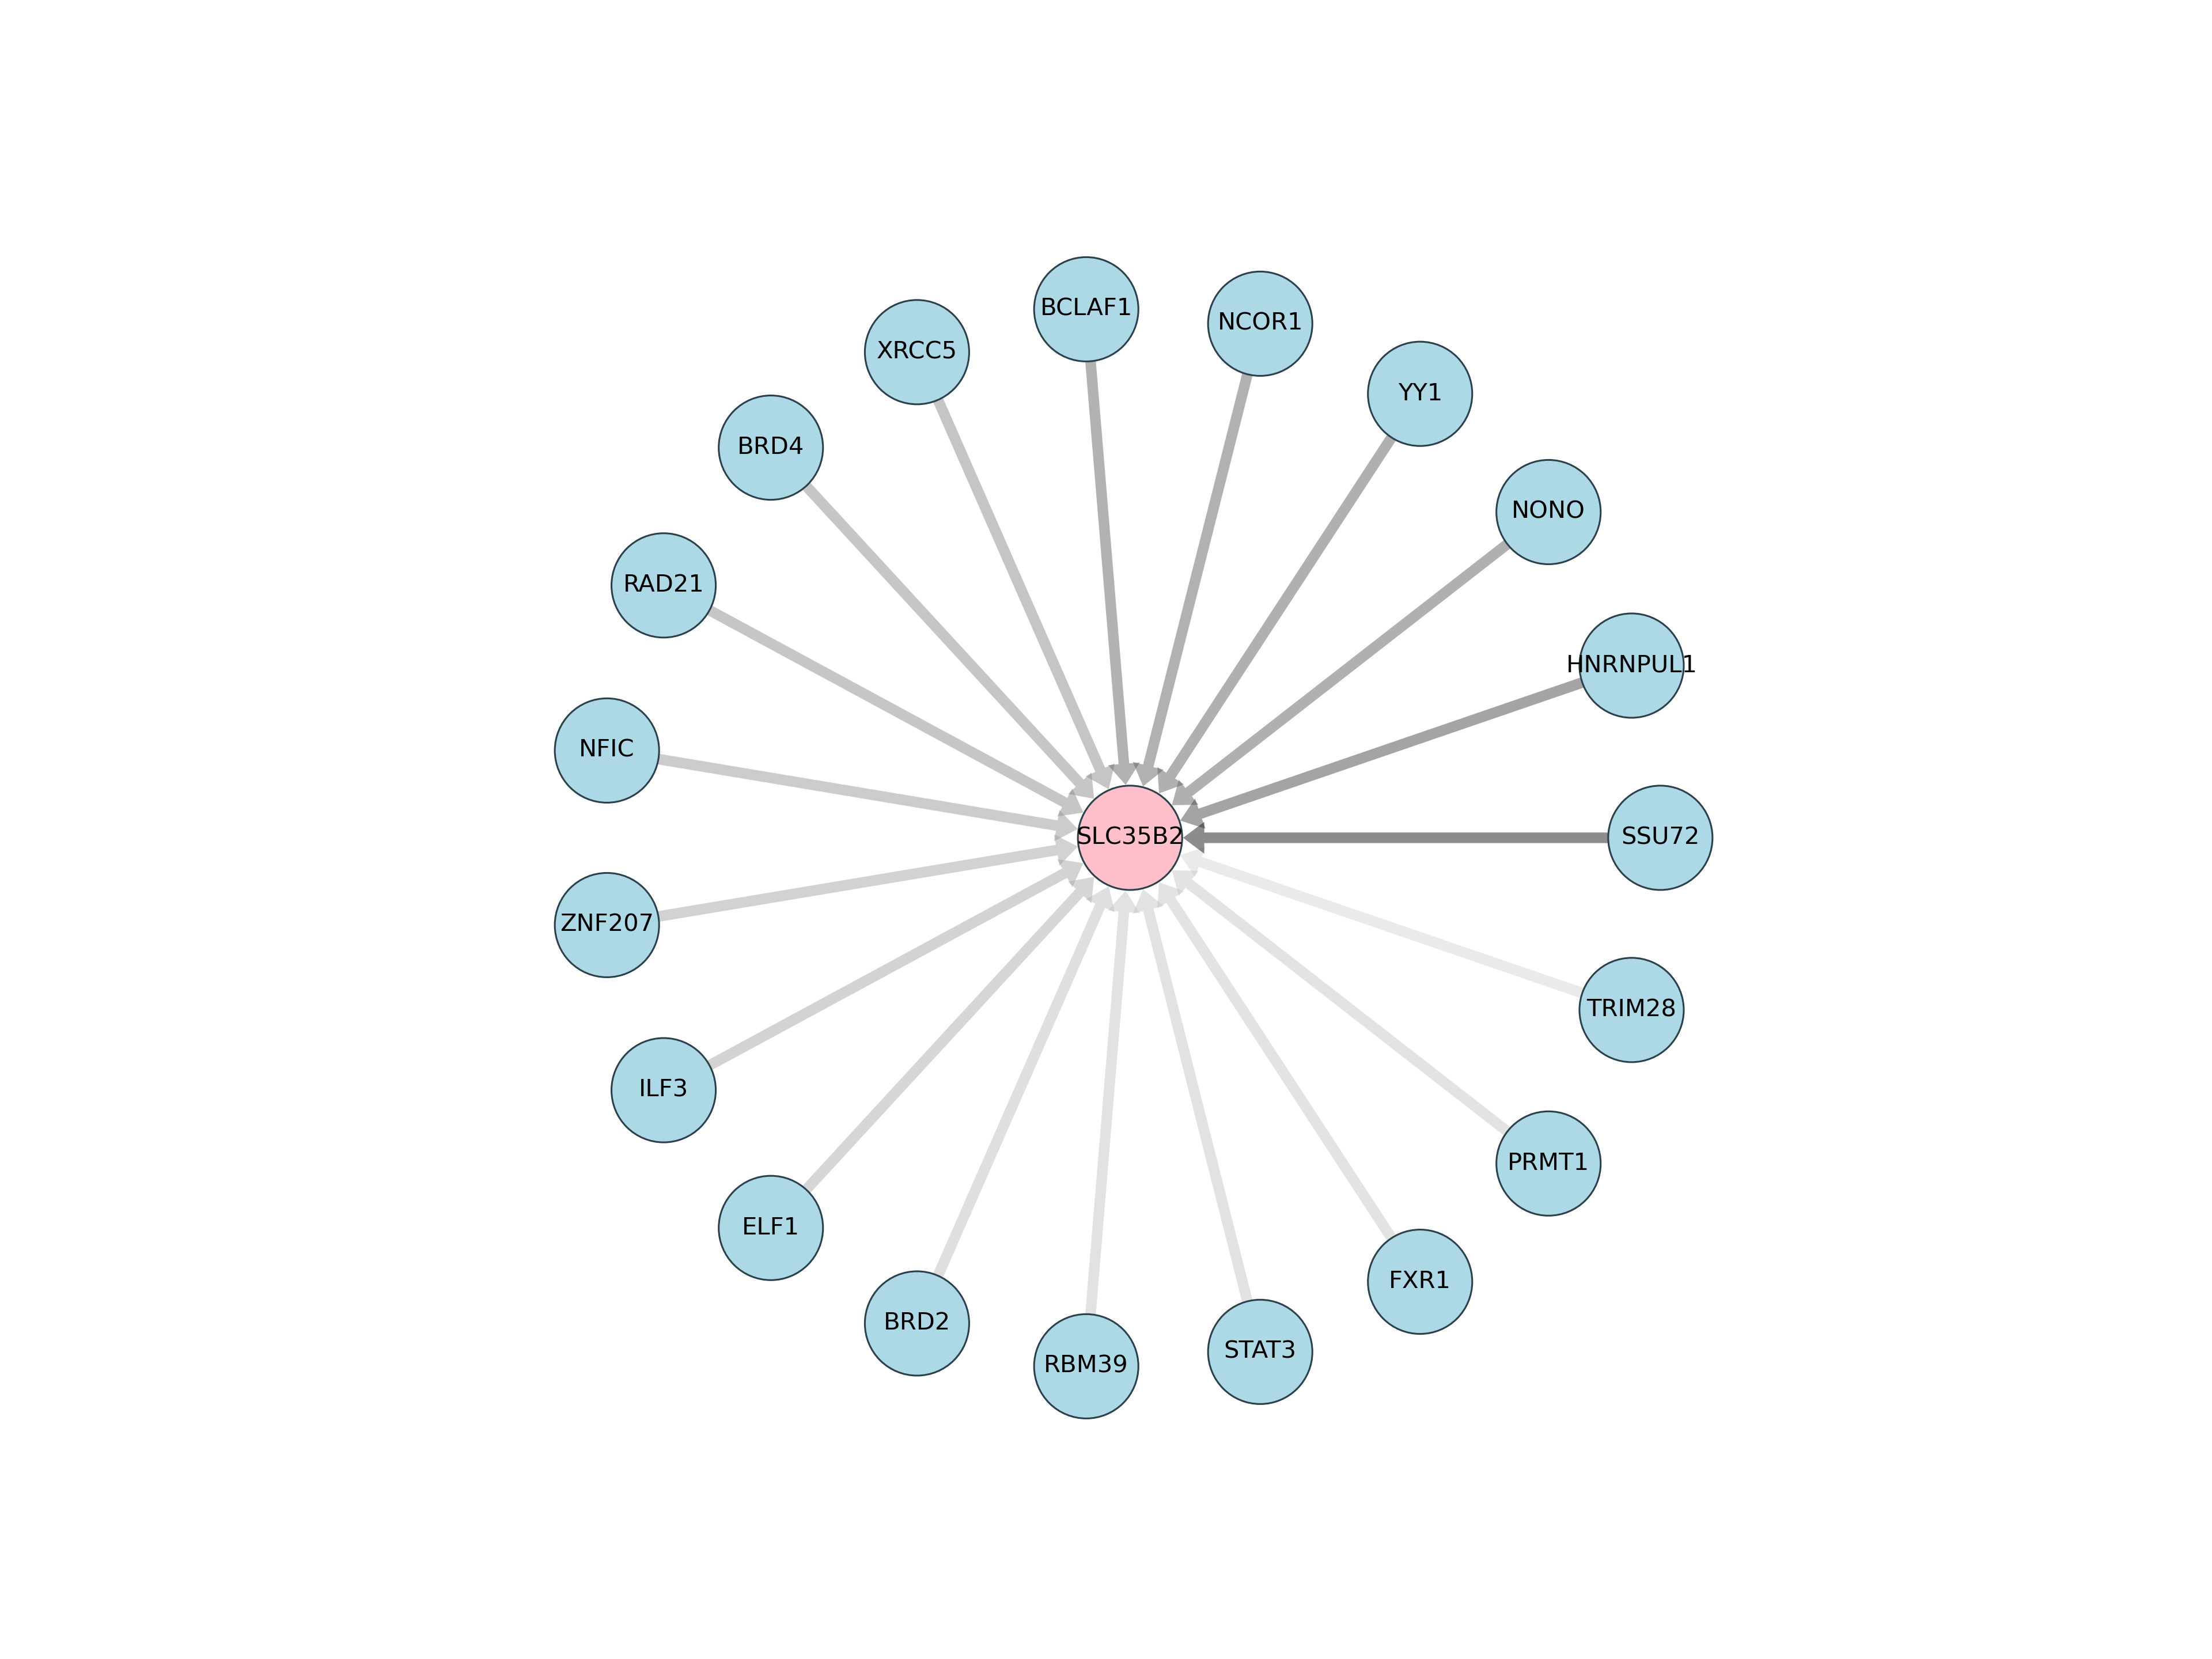 BCLAF1
NCOR1
XRCC5
YY1
BRD4
NONO
RAD21
HNRNPUL1
NFIC
SLC35B2
SSU72
ZNF207
TRIM28
ILF3
PRMT1
ELF1
FXR1
BRD2
STAT3
RBM39